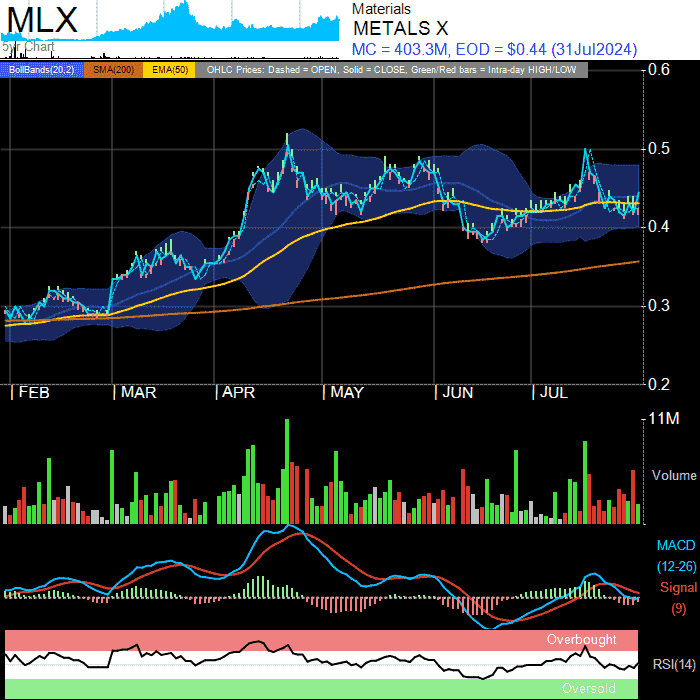 MLX
5yr Chart
Materials
METALS X
MC = 403.3M, EOD = $0.44 (31Jul2024)
BollBands(20,2) SMA(200) EMA(50) OHLC Prices: Dashed = OPEN, Solid = CLOSE, Green/Red bars = Intra-day HIGH/LOW
0.6
0.5
0.4
0.3
0.2
FEB MAR APR MAY JUN JUL
11M
Volume
MACD
(12-26)
Signal
(9)
Overbought
RSI(14)
Oversold